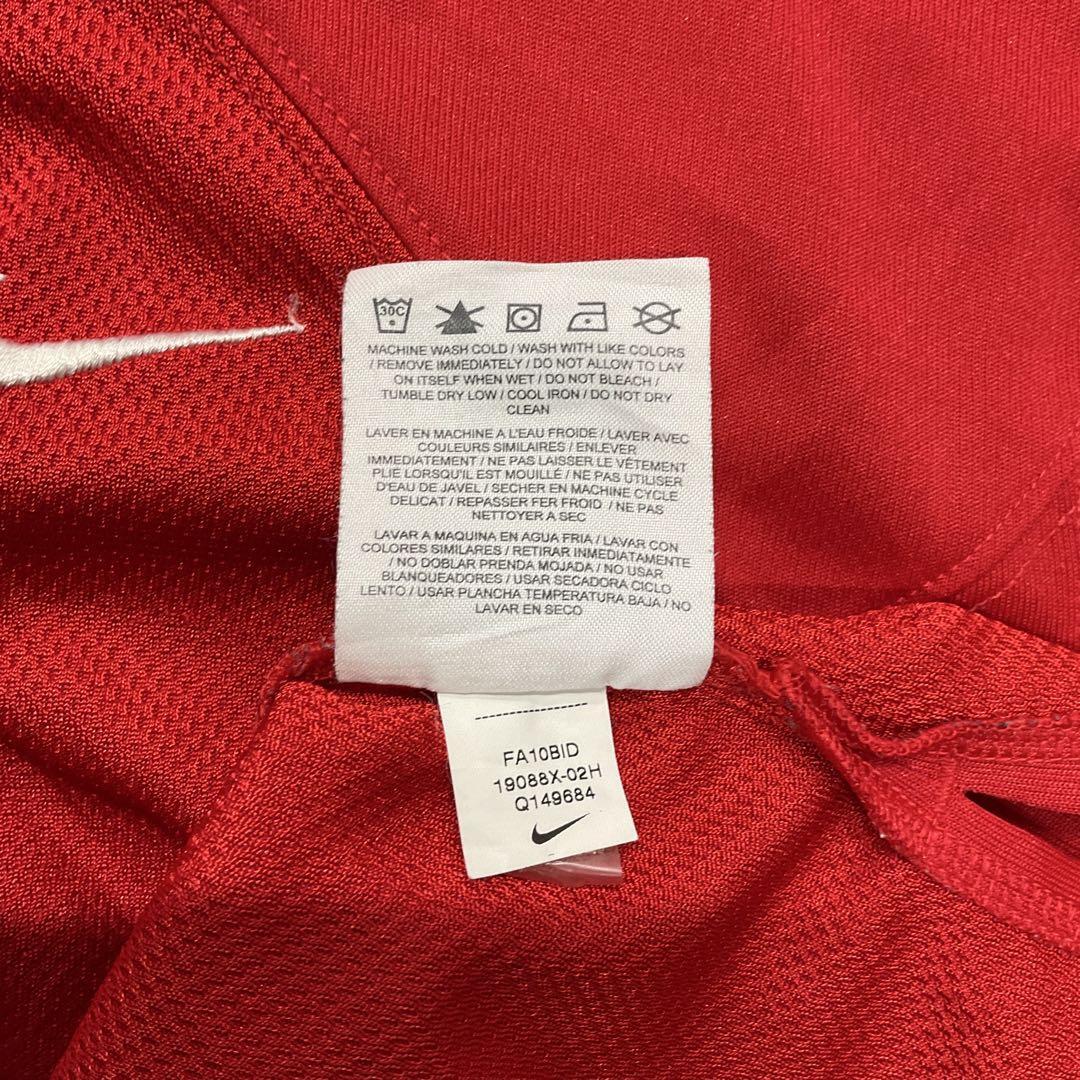 30C
MACHINE WASH COLD / WASH WITH LIKE COLORS
/ REMOVE IMMEDIATELY / DO NOT ALLOW TO LAY
ON ITSELF WHEN WET / DO NOT BLEACH /
TUMBLE DRY LOW / COOL IRON / DO NOT DRY
CLEAN
LAVER EN MACHINE A L'EAU FROIDE / LAVER AVEC
COULEURS SIMILAIRES / ENLEVER
IMMEDIATEMENT / NE PAS LAISSER LE VÊTEMENT
PLIE LORSQU'IL EST MOUILLÉ / NE PAS UTILISER
D'EAU DE JAVEL / SECHER EN MACHINE CYCLE
DELICAT / REPASSER FER FROID / NE PAS
NETTOYER A SEC
LAVAR A MAQUINA EN AGUA FRIA / LAVAR CON
COLORES SIMILARES / RETIRAR INMEDIATAMENTE
/ NO DOBLAR PRENDA MOJADA / NO USAR
BLANQUEADORES / USAR SECADORA CICLO
LENTO / USAR PLANCHA TEMPERATURA BAJA / NO
LAVAR EN SECO
FA10BID
19088X-02H
Q149684